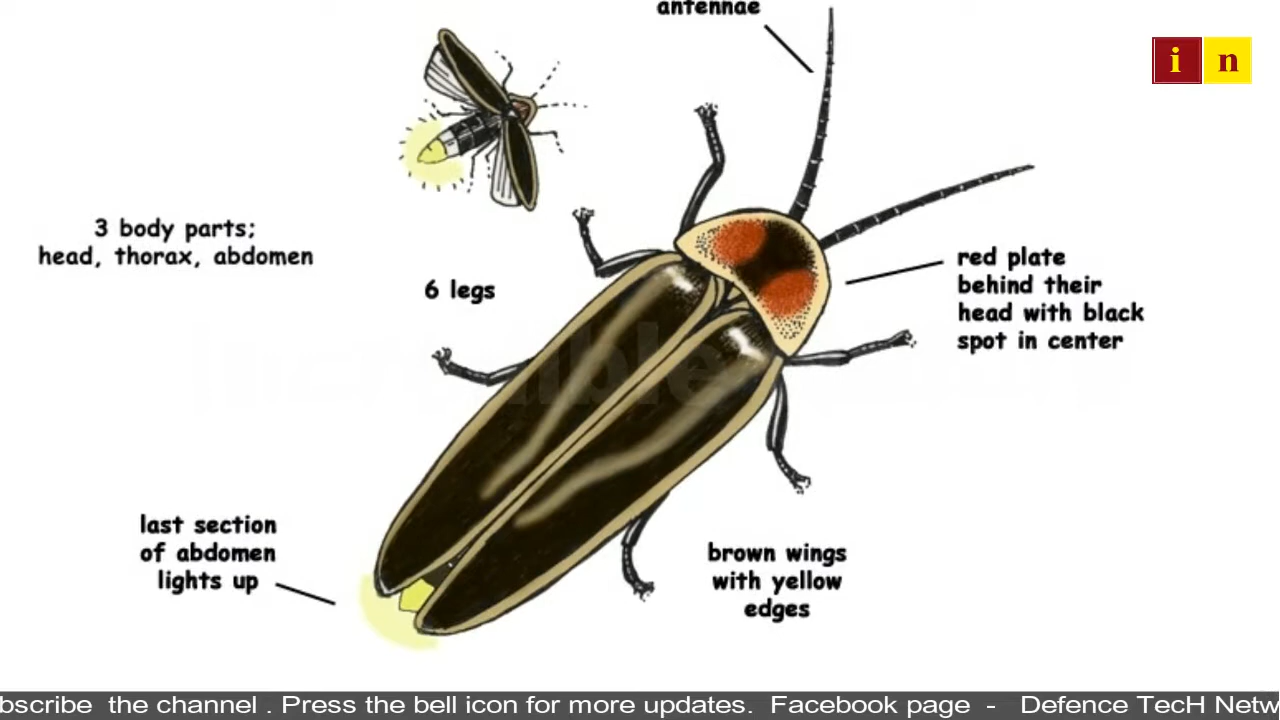 antennae
i n
3 body parts;
head, thorax, abdomen
6 legs
red plate
behind their
head with black
spot in center
last section
of abdomen
lights up
brown wings
with yellow
edges
bscribe the channel . Press the bell icon for more updates. Facebook page - Defence TecH Netw